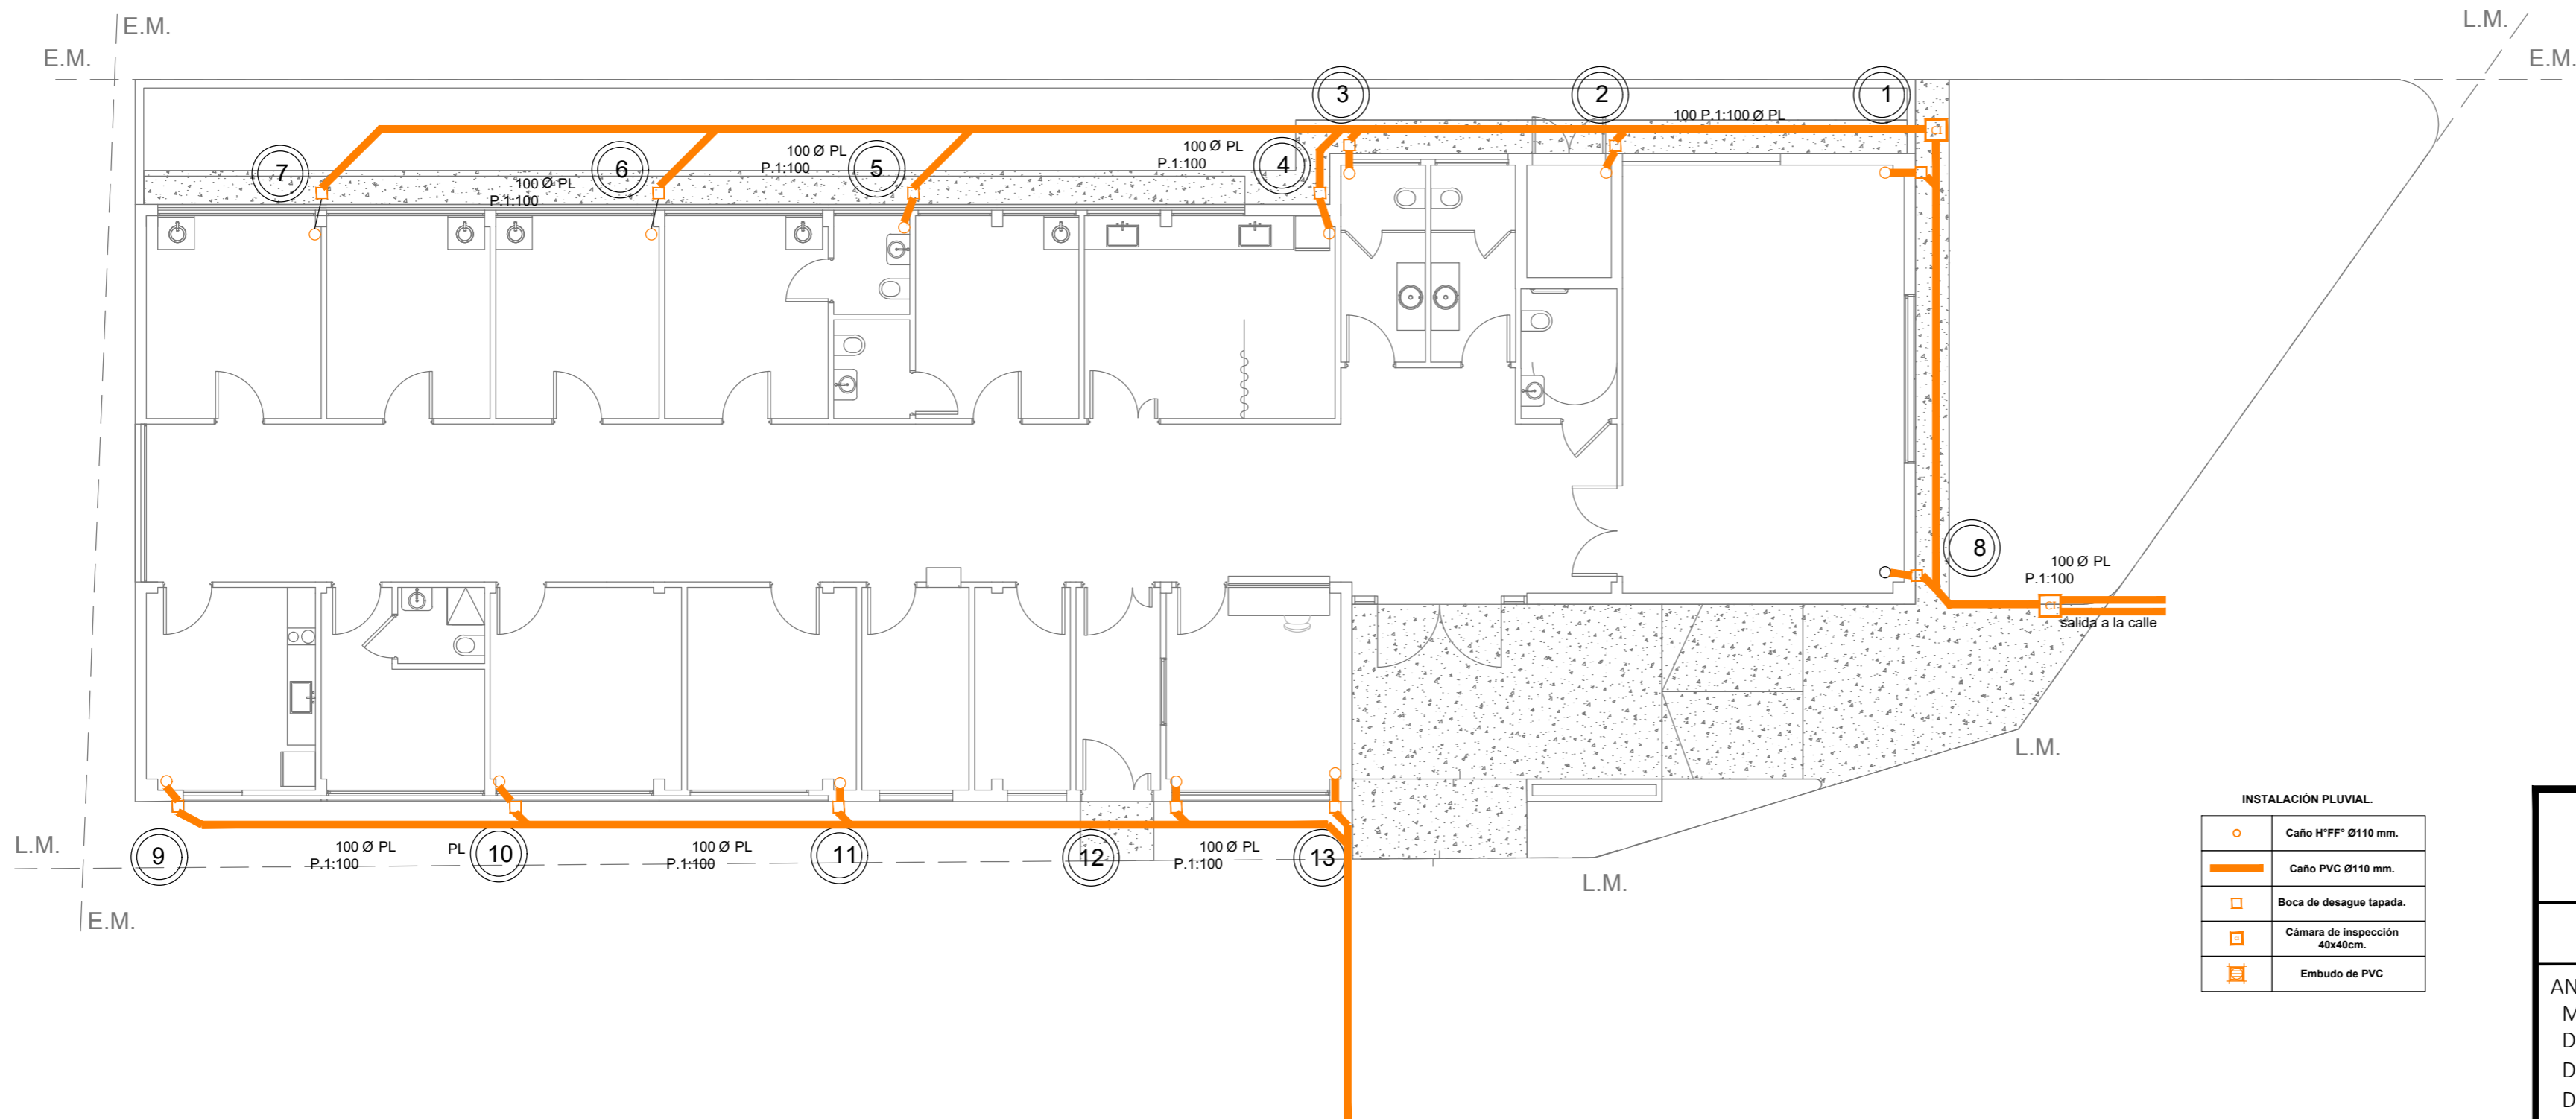 E.M.
E.M.
L.M.
E.M.
3
2
1
100 P.1:100 Ø PL
7
6
5
4
100 Ø PL
P.1:100
100 Ø PL
P.1:100
100 Ø PL
P.1:100
CI
8
100 Ø PL
P.1:100
CI
salida a la calle
L.M.
L.M.
L.M.
E.M.
9
10
11
12
13
100 Ø PL
P.1:100
PL
100 Ø PL
P.1:100
100 Ø PL
P.1:100
INSTALACIÓN PLUVIAL.
Caño H°FF° Ø110 mm.
Caño PVC Ø110 mm.
Boca de desague tapada.
Cámara de inspección
40x40cm.
Embudo de PVC
AN
M
D
D
D